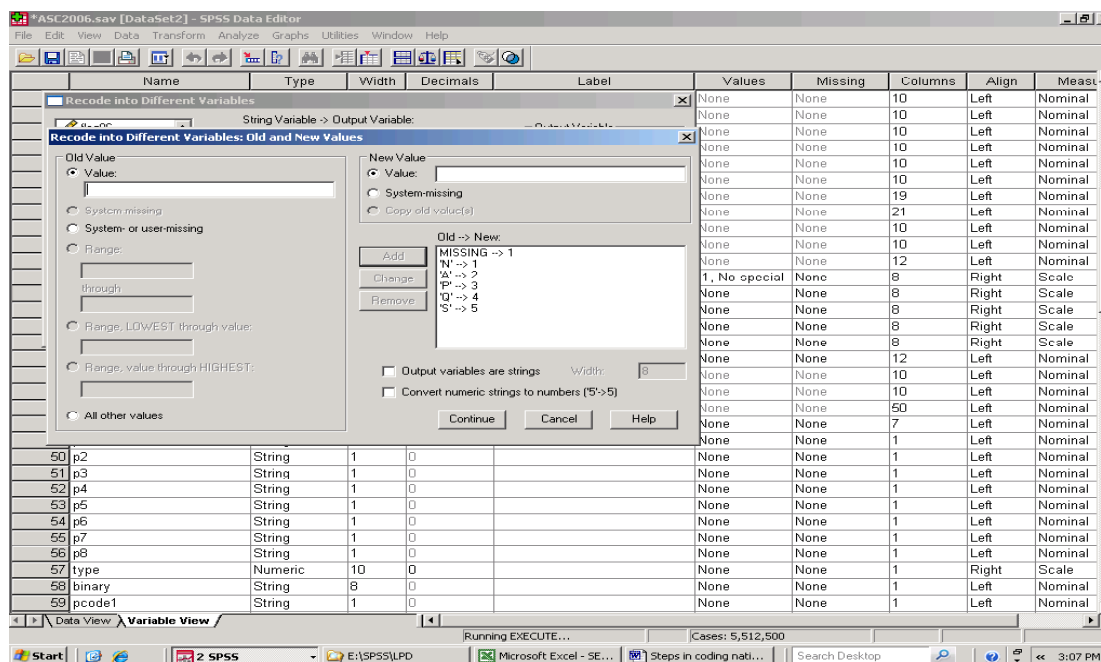 *ASC2006.sav [DataSet2] - SPSS Data Editor
File Edit View Data Transform Analyze Graphs Utilities Window Help
Name Type Width Decimals Label Values Missing Columns Align Measu
Recode into Different Variables
String Variable -> Output Variable:
Output Variable
Recode into Different Variables: Old and New Values
Old Value
Value:
System missing
System- or user-missing
Range:
through
Range, LOWEST through value:
Range, value through HIGHEST:
All other values
New Value
Value:
System-missing
Copy old value(s)
Old --> New:
Add
Change
Remove
MISSING --> 1
'N' --> 1
'A' --> 2
'P' --> 3
'Q' --> 4
'S' --> 5
Output variables are strings Width: 8
Convert numeric strings to numbers ('5'->5)
Continue Cancel Help
None None 10 Left Nominal
None None 10 Left Nominal
None None 10 Left Nominal
None None 10 Left Nominal
None None 10 Left Nominal
None None 10 Left Nominal
None None 19 Left Nominal
None None 21 Left Nominal
None None 10 Left Nominal
None None 10 Left Nominal
None None 12 Left Nominal
1, No special None 8 Right Scale
None None 8 Right Scale
None None 8 Right Scale
None None 8 Right Scale
None None 8 Right Scale
None None 12 Left Nominal
None None 10 Left Nominal
None None 10 Left Nominal
None None 50 Left Nominal
None None 7 Left Nominal
None None 1 Left Nominal
50 p2 String 1 0 None None 1 Left Nominal
51 p3 String 1 0 None None 1 Left Nominal
52 p4 String 1 0 None None 1 Left Nominal
53 p5 String 1 0 None None 1 Left Nominal
54 p6 String 1 0 None None 1 Left Nominal
55 p7 String 1 0 None None 1 Left Nominal
56 p8 String 1 0 None None 1 Left Nominal
57 type Numeric 10 0 None None 1 Right Scale
58 binary String 8 0 None None 1 Left Nominal
59 pcode1 String 1 0 None None 1 Left Nominal
Data View Variable View
Running EXECUTE... Cases: 5,512,500
Start 2 SPSS E:\SPSS\LPD Microsoft Excel - SE... Steps in coding nati... Search Desktop « 3:07 PM